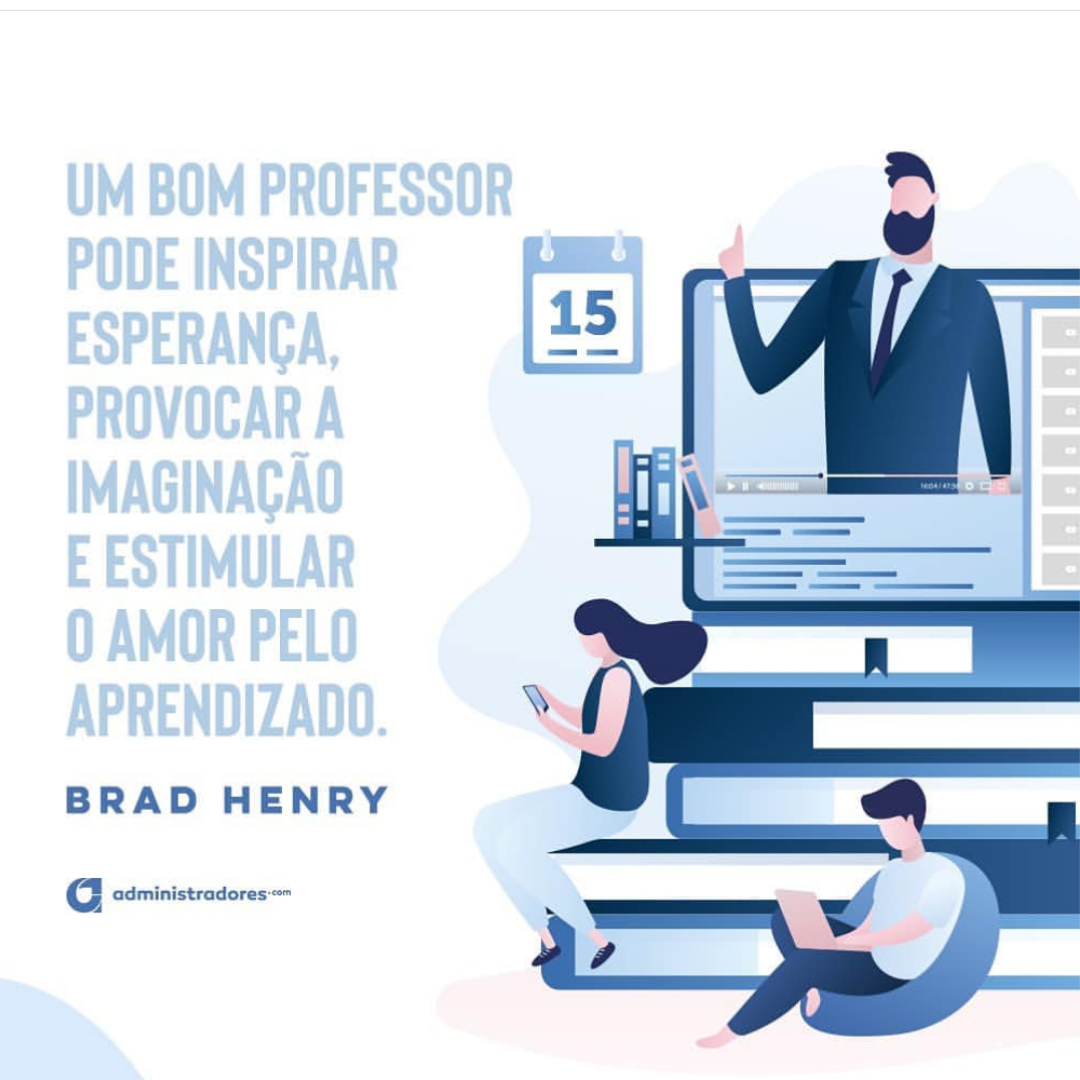 UM BOM PROFESSOR
PODE INSPIRAR
ESPERANÇA,
PROVOCAR A
IMAGINAÇÃO
E ESTIMULAR
O AMOR PELO
APRENDIZADO.
BRAD HENRY
administradores.com
15